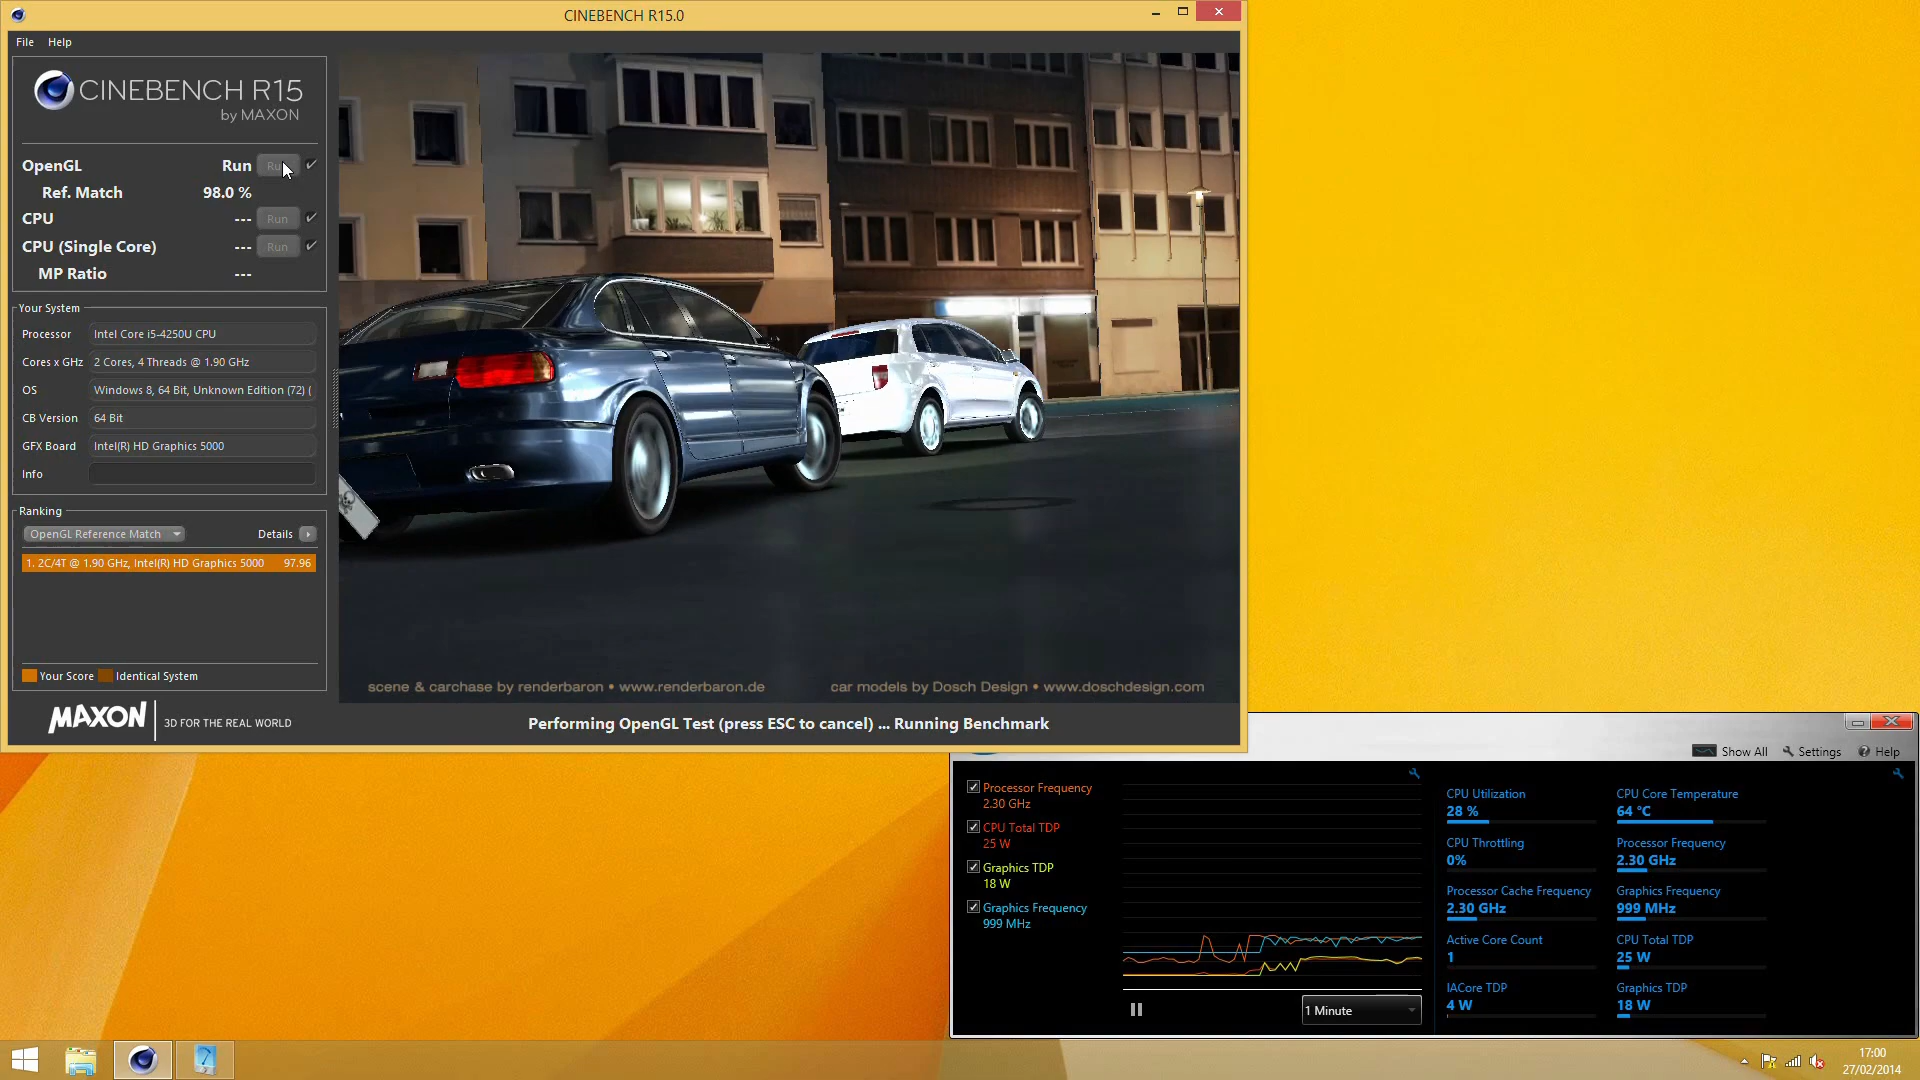 CINEBENCH R15.0
File Help
CINEBENCH R15
by MAXON
OpenGL Run
Ref. Match 98.0 %
CPU --- Run
CPU (Single Core) --- Run
MP Ratio ---
Your System
Processor Intel Core i5-4250U CPU
Cores x GHz 2 Cores, 4 Threads @ 1.90 GHz
OS Windows 8, 64 Bit, Unknown Edition (72) (
CB Version 64 Bit
GFX Board Intel(R) HD Graphics 5000
Info
Ranking
OpenGL Reference Match Details
1. 2C/4T @ 1.90 GHz, Intel(R) HD Graphics 5000 97.96
Your Score Identical System
MAXON 3D FOR THE REAL WORLD
scene & carchase by renderbaron • www.renderbaron.de car models by Dosch Design • www.doschdesign.com
Performing OpenGL Test (press ESC to cancel) ... Running Benchmark
Show All Settings Help
Processor Frequency
2.30 GHz
CPU Total TDP
25 W
Graphics TDP
18 W
Graphics Frequency
999 MHz
1 Minute
CPU Utilization
28 %
CPU Throttling
0%
Processor Cache Frequency
2.30 GHz
Active Core Count
1
IACore TDP
4 W
CPU Core Temperature
64 °C
Processor Frequency
2.30 GHz
Graphics Frequency
999 MHz
CPU Total TDP
25 W
Graphics TDP
18 W
17:00
27/02/2014